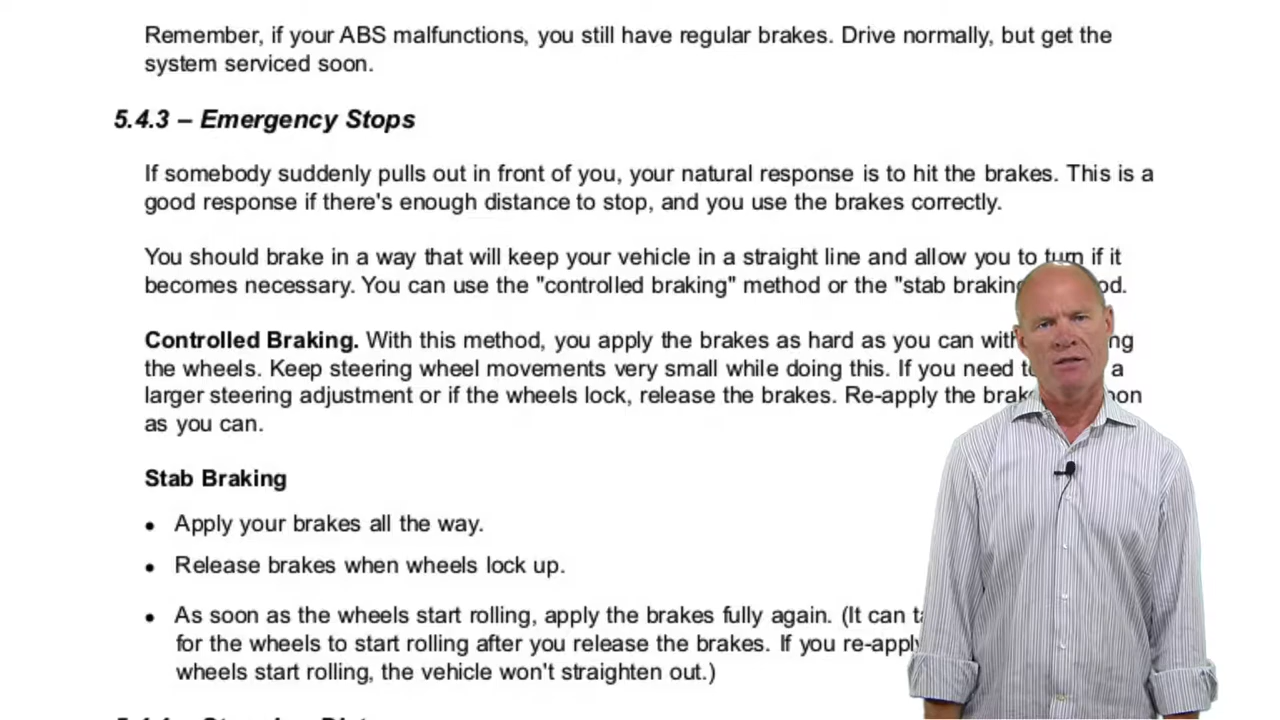 Remember, if your ABS malfunctions, you still have regular brakes. Drive normally, but get the
system serviced soon.
5.4.3 – Emergency Stops
If somebody suddenly pulls out in front of you, your natural response is to hit the brakes. This is a
good response if there's enough distance to stop, and you use the brakes correctly.
You should brake in a way that will keep your vehicle in a straight line and allow you to turn if it
becomes necessary. You can use the "controlled braking" method or the "stab braking
Controlled Braking. With this method, you apply the brakes as hard as you can
the wheels. Keep steering wheel movements very small while doing this. If you need a
larger steering adjustment or if the wheels lock, release the brakes. Re-apply the
as you can.
Stab Braking
• Apply your brakes all the way.
• Release brakes when wheels lock up.
• As soon as the wheels start rolling, apply the brakes fully again. (It can
for the wheels to start rolling after you release the brakes. If you
wheels start rolling, the vehicle won't straighten out.)